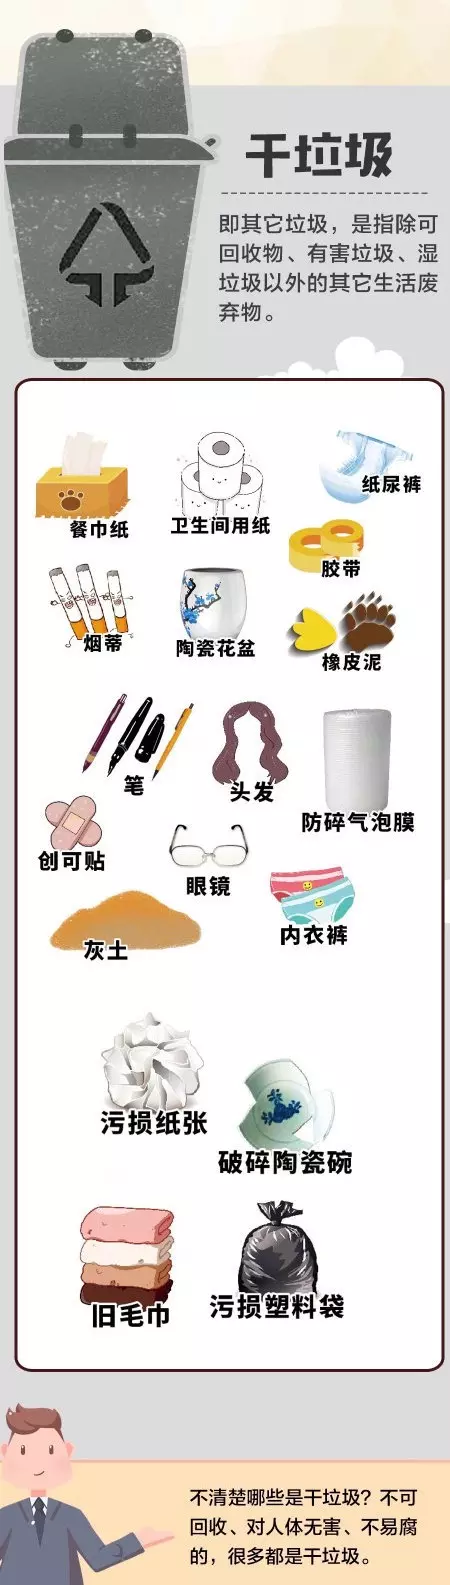 干垃圾
即其它垃圾，是指除可
回收物、有害垃圾、湿
垃圾以外的其它生活废
弃物。
餐巾纸
卫生间用纸
纸尿裤
胶带
烟蒂
陶瓷花盆
橡皮泥
笔
头发
防碎气泡膜
创可贴
眼镜
内衣裤
灰土
污损纸张
破碎陶瓷碗
旧毛巾
污损塑料袋
不清楚哪些是干垃圾？不可
回收、对人体无害、不易腐
的，很多都是干垃圾。